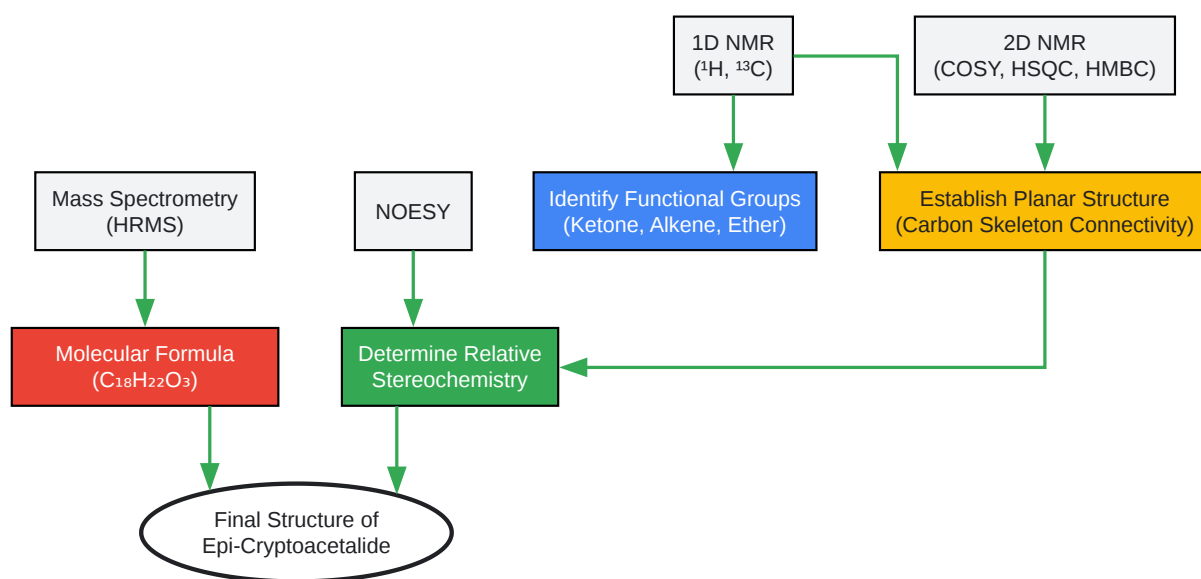 1D NMR
(¹H, ¹³C)
2D NMR
(COSY, HSQC, HMBC)
Mass Spectrometry
(HRMS)
NOESY
Identify Functional Groups
(Ketone, Alkene, Ether)
Establish Planar Structure
(Carbon Skeleton Connectivity)
Molecular Formula
(C₁₈H₂₂O₃)
Determine Relative
Stereochemistry
Final Structure of
Epi-Cryptoacetalide